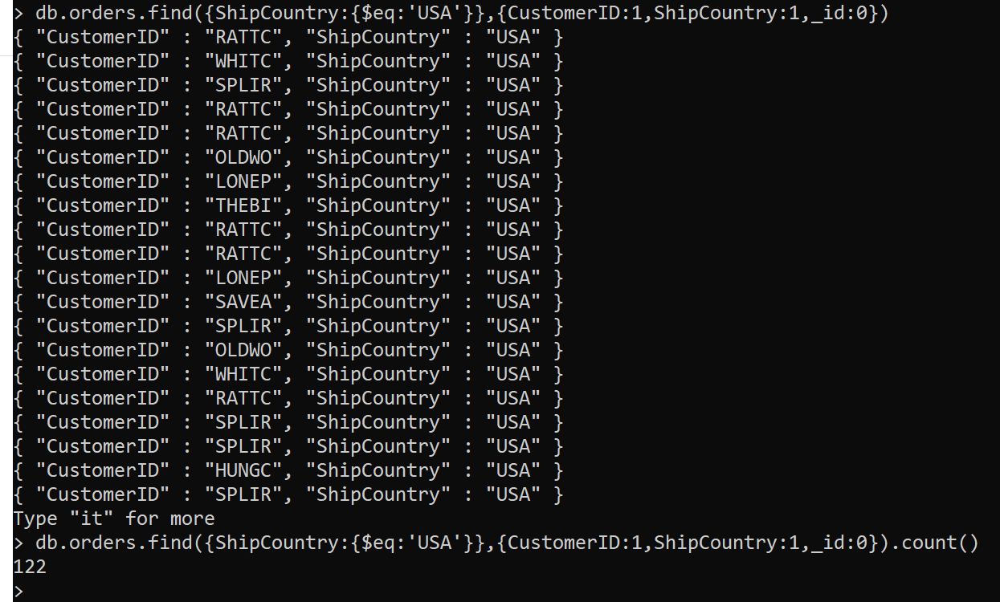 > db.orders.find({ShipCountry:{$eq:'USA'}},{CustomerID:1,ShipCountry:1,_id:0})
{ "CustomerID" : "RATTC", "ShipCountry" : "USA" }
{ "CustomerID" : "WHITC", "ShipCountry" : "USA" }
{ "CustomerID" : "SPLIR", "ShipCountry" : "USA" }
{ "CustomerID" : "RATTC", "ShipCountry" : "USA" }
{ "CustomerID" : "RATTC", "ShipCountry" : "USA" }
{ "CustomerID" : "OLDWO", "ShipCountry" : "USA" }
{ "CustomerID" : "LONEP", "ShipCountry" : "USA" }
{ "CustomerID" : "THEBI", "ShipCountry" : "USA" }
{ "CustomerID" : "RATTC", "ShipCountry" : "USA" }
{ "CustomerID" : "RATTC", "ShipCountry" : "USA" }
{ "CustomerID" : "LONEP", "ShipCountry" : "USA" }
{ "CustomerID" : "SAVEA", "ShipCountry" : "USA" }
{ "CustomerID" : "SPLIR", "ShipCountry" : "USA" }
{ "CustomerID" : "OLDWO", "ShipCountry" : "USA" }
{ "CustomerID" : "WHITC", "ShipCountry" : "USA" }
{ "CustomerID" : "RATTC", "ShipCountry" : "USA" }
{ "CustomerID" : "SPLIR", "ShipCountry" : "USA" }
{ "CustomerID" : "SPLIR", "ShipCountry" : "USA" }
{ "CustomerID" : "HUNGC", "ShipCountry" : "USA" }
{ "CustomerID" : "SPLIR", "ShipCountry" : "USA" }
Type "it" for more
> db.orders.find({ShipCountry:{$eq:'USA'}},{CustomerID:1,ShipCountry:1,_id:0}).count()
122
>